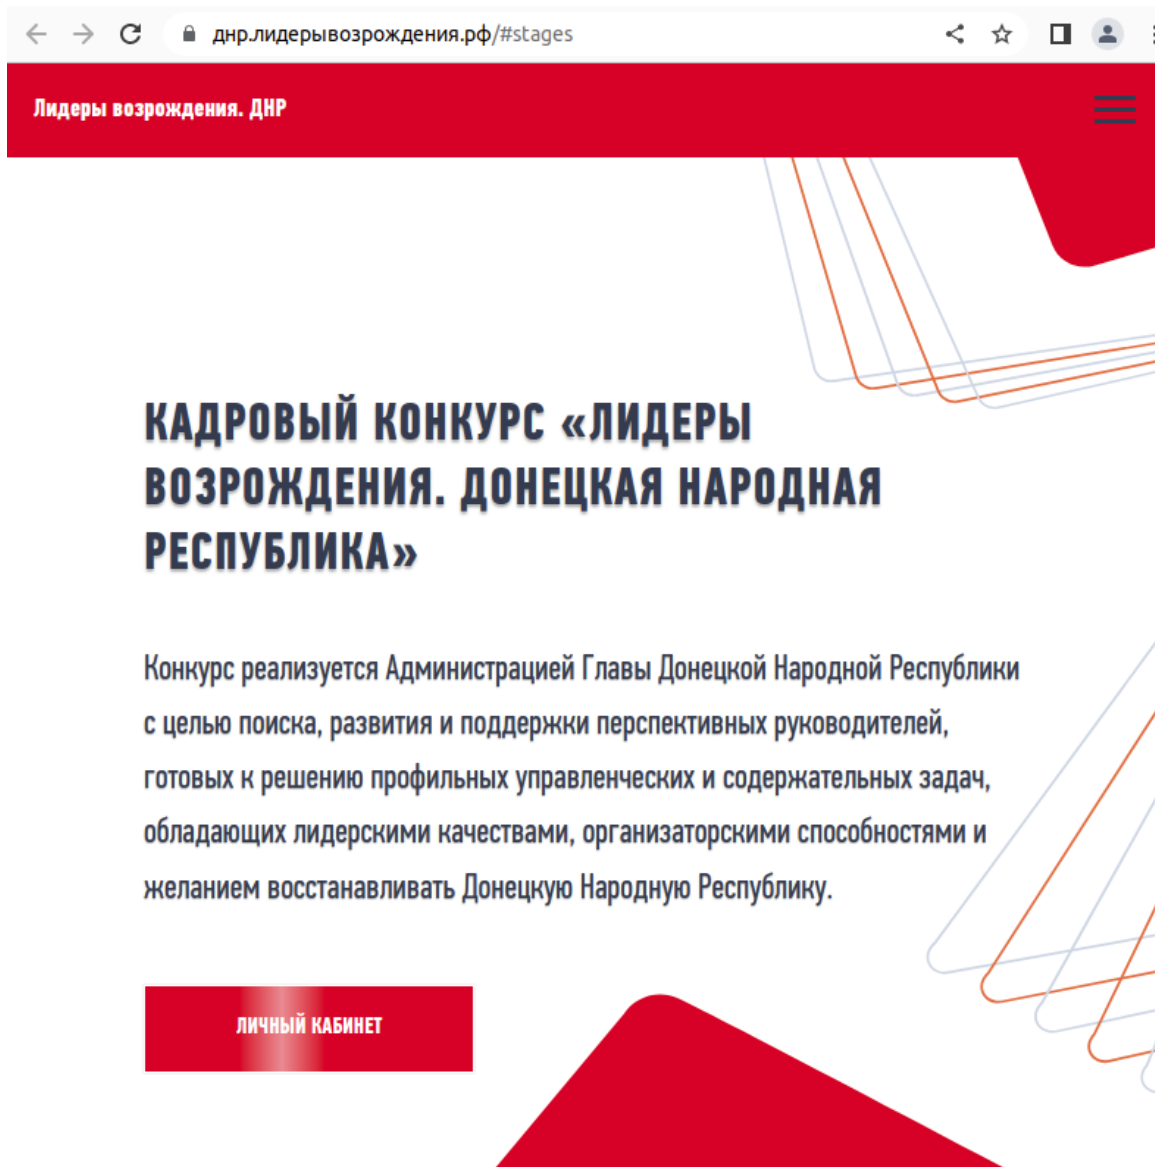 днр.лидерывозрождения.рф/#stages
Лидеры возрождения. ДНР
КАДРОВЫЙ КОНКУРС «ЛИДЕРЫ
ВОЗРОЖДЕНИЯ. ДОНЕЦКАЯ НАРОДНАЯ
РЕСПУБЛИКА»
Конкурс реализуется Администрацией Главы Донецкой Народной Республики
с целью поиска, развития и поддержки перспективных руководителей,
готовых к решению профильных управленческих и содержательных задач,
обладающих лидерскими качествами, организаторскими способностями и
желанием восстанавливать Донецкую Народную Республику.
ЛИЧНЫЙ КАБИНЕТ